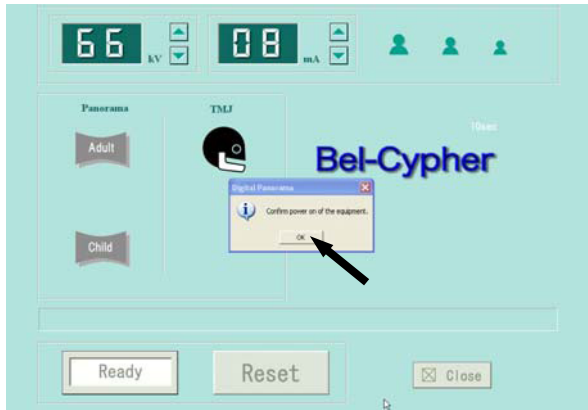 66 kV
08 mA
Panorama
TMJ
10sec
Adult
Bel-Cypher
Digital Panorama
Confirm power on of the equipment.
OK
Child
Ready
Reset
Close